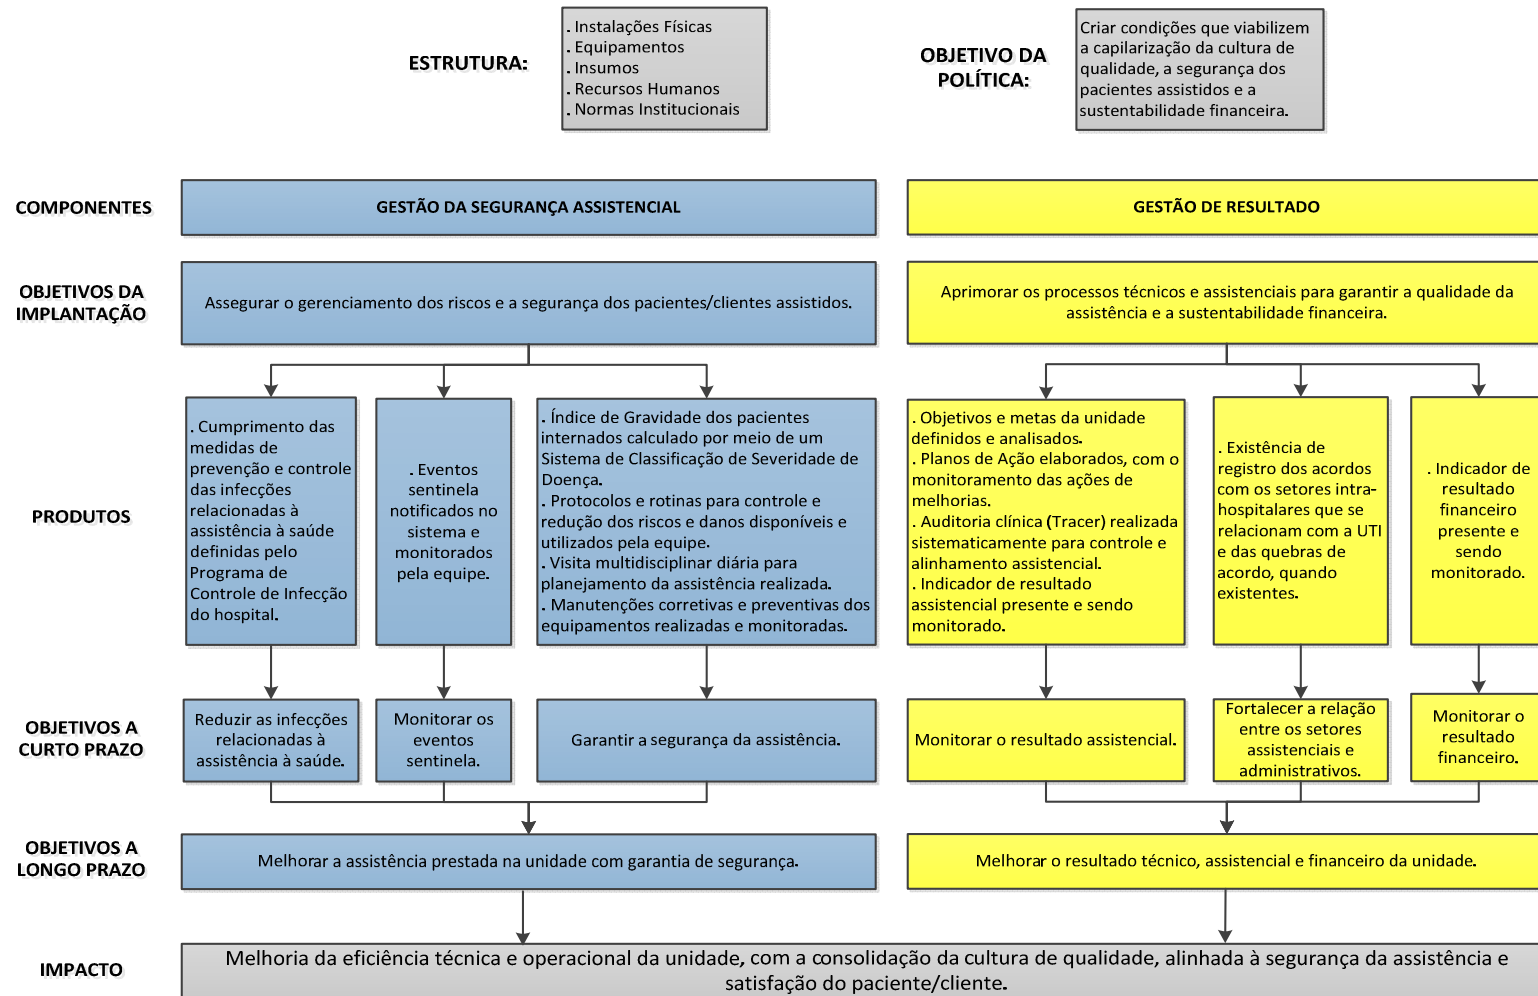 ESTRUTURA:
. Instalações Físicas
. Equipamentos
. Insumos
. Recursos Humanos
. Normas Institucionais
OBJETIVO DA
POLÍTICA:
Criar condições que viabilizem
a capilarização da cultura de
qualidade, a segurança dos
pacientes assistidos e a
sustentabilidade financeira.
COMPONENTES
GESTÃO DA SEGURANÇA ASSISTENCIAL
GESTÃO DE RESULTADO
OBJETIVOS DA
IMPLANTAÇÃO
Assegurar o gerenciamento dos riscos e a segurança dos pacientes/clientes assistidos.
Aprimorar os processos técnicos e assistenciais para garantir a qualidade da
assistência e a sustentabilidade financeira.
PRODUTOS
. Cumprimento das
medidas de
prevenção e controle
das infecções
relacionadas à
assistência à saúde
definidas pelo
Programa de
Controle de Infecção
do hospital.
. Eventos
sentinela
notificados no
sistema e
monitorados
pela equipe.
. Índice de Gravidade dos pacientes
internados calculado por meio de um
Sistema de Classificação de Severidade de
Doença.
. Protocolos e rotinas para controle e
redução dos riscos e danos disponíveis e
utilizados pela equipe.
. Visita multidisciplinar diária para
planejamento da assistência realizada.
. Manutenções corretivas e preventivas dos
equipamentos realizadas e monitoradas.
. Objetivos e metas da unidade
definidos e analisados.
. Planos de Ação elaborados, com o
monitoramento das ações de
melhorias.
. Auditoria clínica (Tracer) realizada
sistematicamente para controle e
alinhamento assistencial.
. Indicador de resultado
assistencial presente e sendo
monitorado.
. Existência de
registro dos acordos
com os setores intra-
hospitalares que se
relacionam com a UTI
e das quebras de
acordo, quando
existentes.
. Indicador de
resultado
financeiro
presente e
sendo
monitorado.
OBJETIVOS A
CURTO PRAZO
Reduzir as infecções
relacionadas à
assistência à saúde.
Monitorar os
eventos
sentinela.
Garantir a segurança da assistência.
Monitorar o resultado assistencial.
Fortalecer a relação
entre os setores
assistenciais e
administrativos.
Monitorar o
resultado
financeiro.
OBJETIVOS A
LONGO PRAZO
Melhorar a assistência prestada na unidade com garantia de segurança.
Melhorar o resultado técnico, assistencial e financeiro da unidade.
IMPACTO
Melhoria da eficiência técnica e operacional da unidade, com a consolidação da cultura de qualidade, alinhada à segurança da assistência e
satisfação do paciente/cliente.